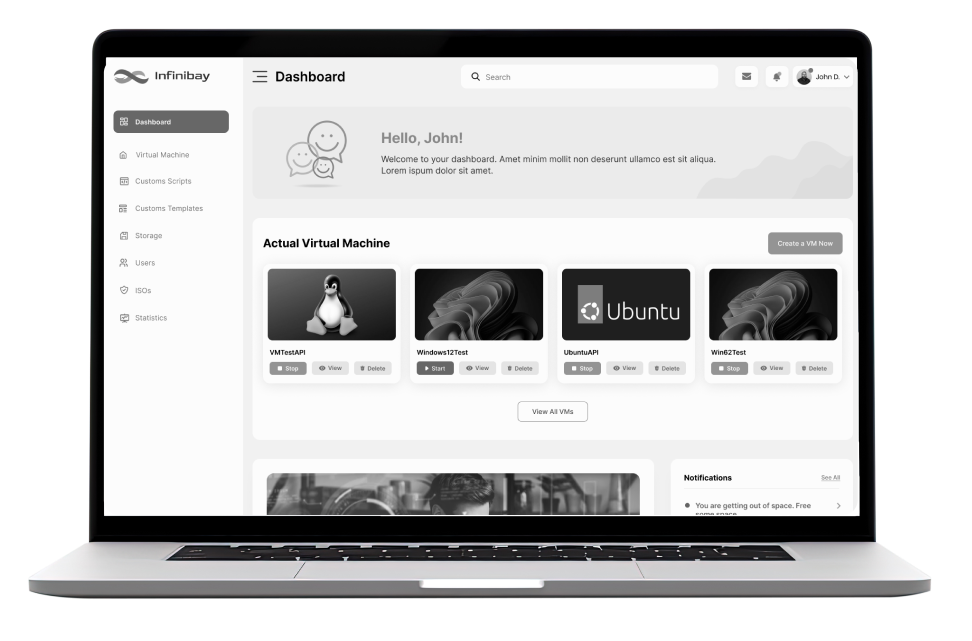 Infinibay
Dashboard
Search
John D.
Dashboard
Virtual Machine
Customs Scripts
Customs Templates
Storage
Users
ISOs
Statistics
Hello, John!
Welcome to your dashboard. Amet minim mollit non deserunt ullamco est sit aliqua.
Lorem ispum dolor sit amet.
Actual Virtual Machine
Create a VM Now
Ubuntu
VMTestAPI
Stop View Delete
Windows12Test
Start View Delete
UbuntuAPI
Stop View Delete
Win62Test
Stop View Delete
View All VMs
Notifications
See All
You are getting out of space. Free
some space